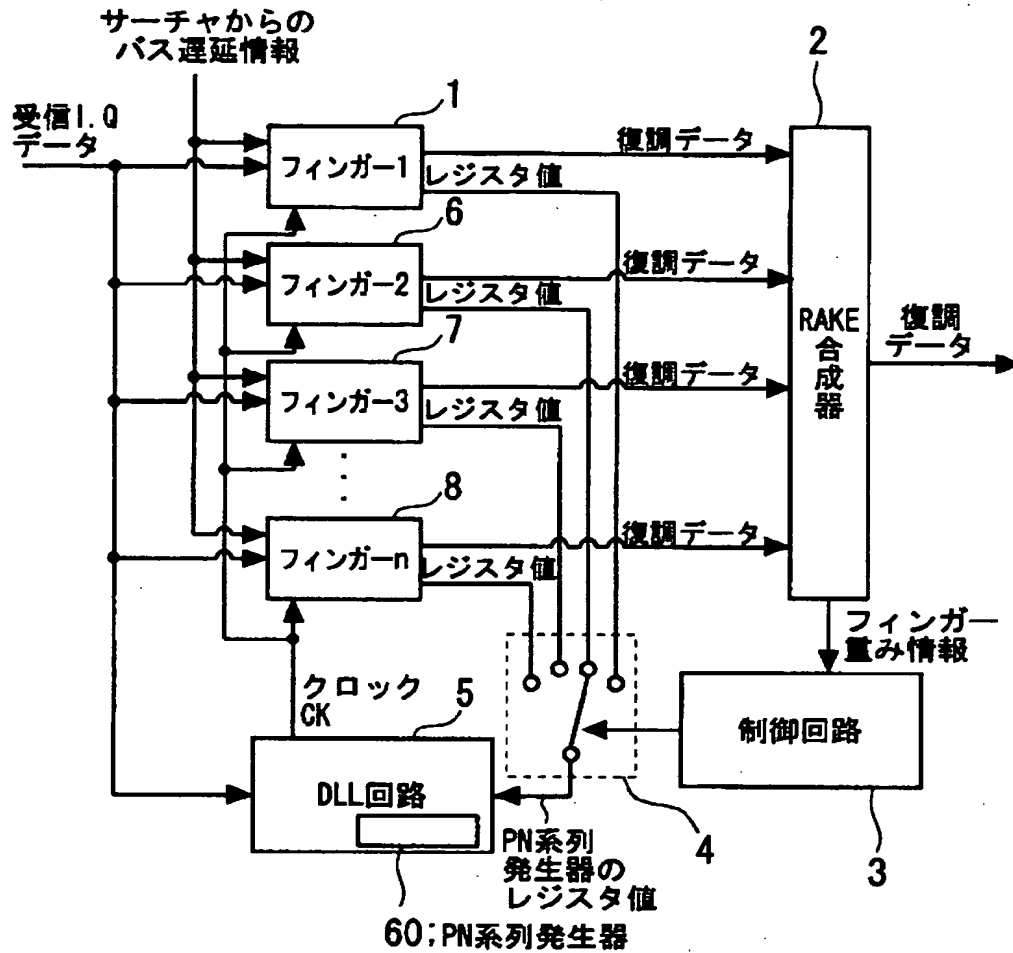 サーチャからの
バス遅延情報
受信I.Q
データ
1
フィンガー1
復調データ
レジスタ値
2
6
フィンガー2
復調データ
レジスタ値
7
フィンガー3
復調データ
レジスタ値
8
フィンガーn
復調データ
レジスタ値
RAKE
合
成
器
復調
データ
フィンガー
重み情報
クロック
CK
5
DLL回路
制御回路
4
3
PN系列
発生器の
レジスタ値
60;PN系列発生器